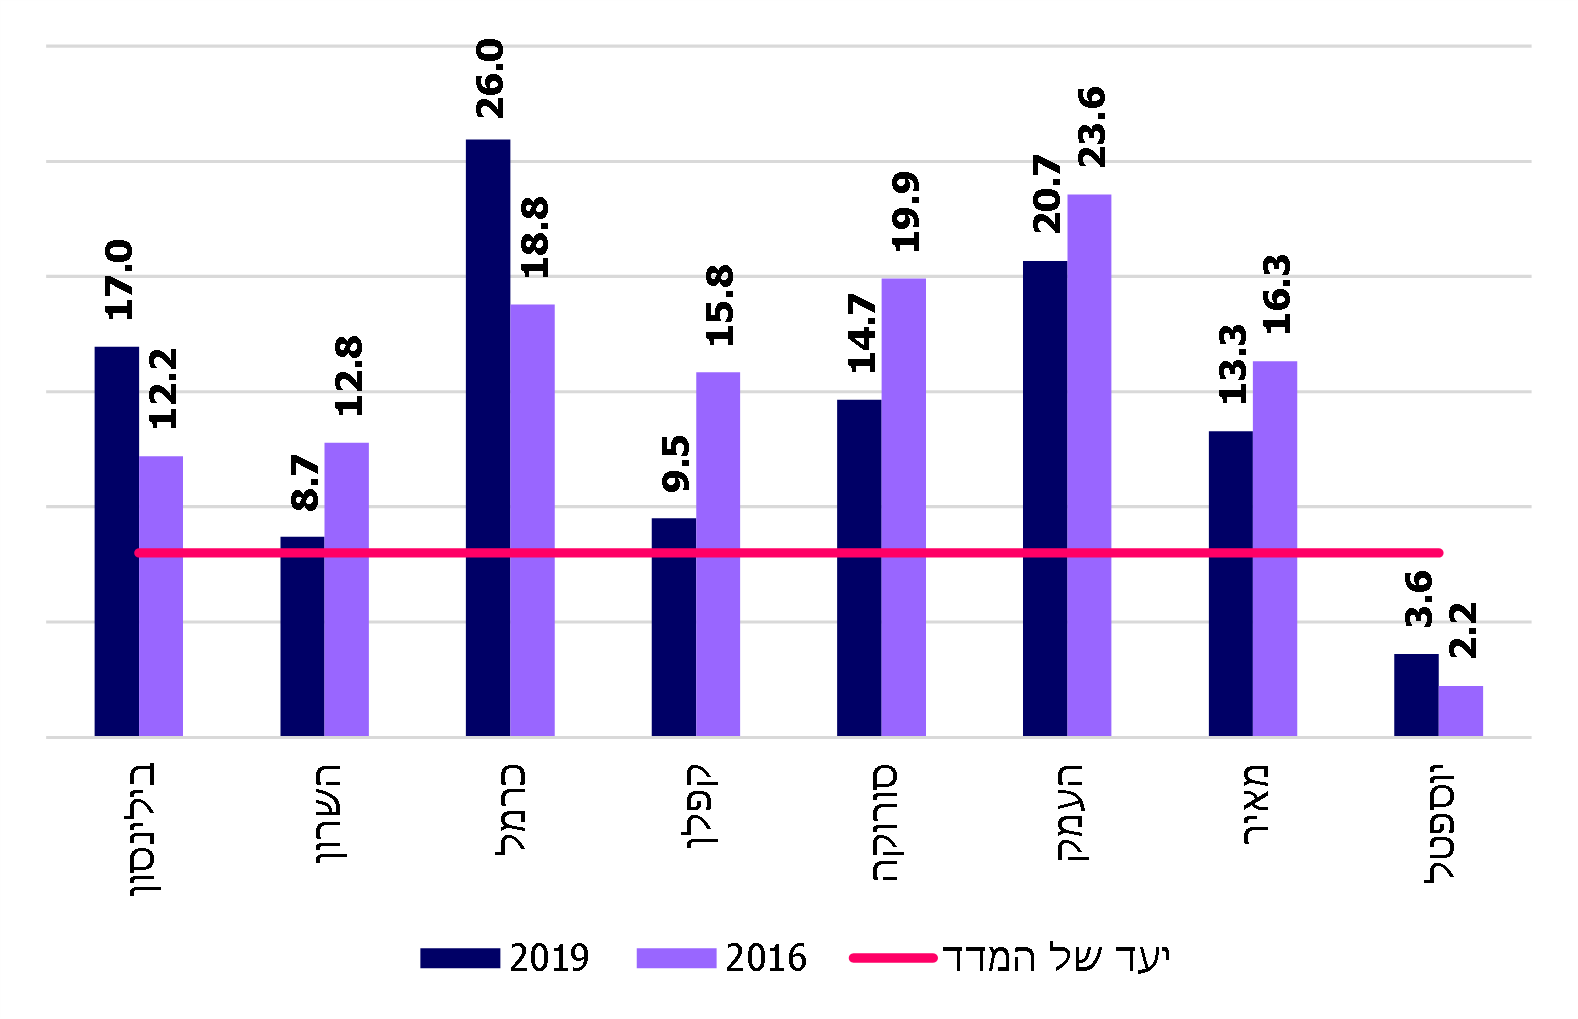 17.0
12.2
8.7
12.8
26.0
18.8
9.5
15.8
14.7
19.9
20.7
23.6
13.3
16.3
3.6
2.2
בילינסון
השרון
כרמל
קפלן
סורוקה
העמק
מאיר
יוספטל
2019
2016
יעד של המדד